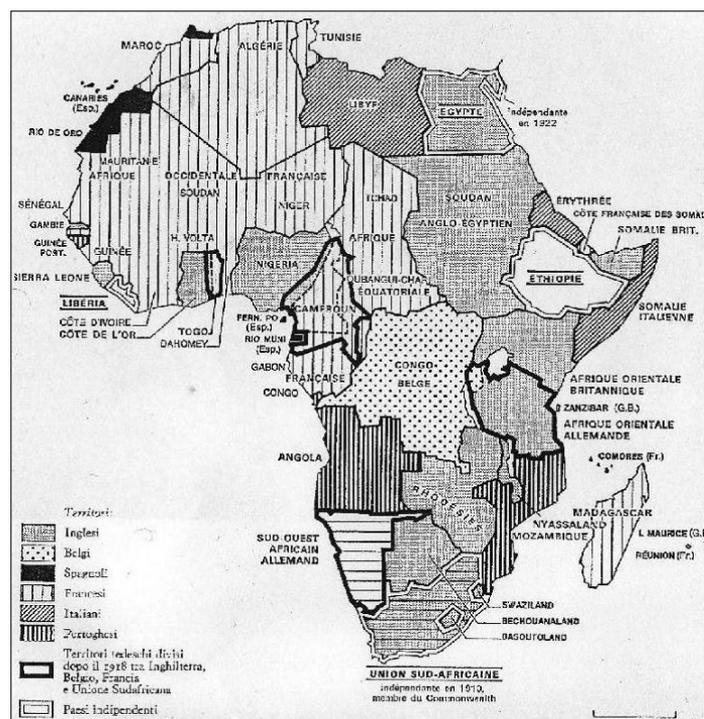 MAROC
ALGÉRIE
TUNISIE
CANARIES
(Esp.)
RIO DE ORO
LIBYE
ÉGYPTE
Indépendante
en 1922
MAURITANIE
AFRIQUE
OCCIDENTALE
SOUDAN
FRANÇAISE
NIGER
TCHAD
SOUDAN
ANGLO-ÉGYPTIEN
ÉRYTHRÉE
CÔTE FRANÇAISE DES SOMAL
SOMALIE BRIT.
SÉNÉGAL
GAMBIE
GUINÉE
PORT.
GUINÉE
H. VOLTA
NIGERIA
AFRIQUE
OUBANGUI-CHARI
ÉQUATORIALE
ÉTHIOPIE
SIERRA LEONE
LIBÉRIA
CÔTE D'IVOIRE
CÔTE DE L'OR
TOGO
DAHOMEY
CAMEROUN
FERN. PO
(Esp.)
RIO MUNI
(Esp.)
GABON
FRANÇAISE
CONGO
CONGO
BELGE
SOMALIE
ITALIENNE
AFRIQUE ORIENTALE
BRITANNIQUE
ZANZIBAR (G.B.)
AFRIQUE ORIENTALE
ALLEMANDE
COMORES (Fr.)
ANGOLA
RHODÉSIES
NYASSALAND
MOZAMBIQUE
MADAGASCAR
I. MAURICE (G.B
RÉUNION (Fr.)
SUD-OUEST
AFRICAIN
ALLEMAND
SWAZILAND
BECHOUANALAND
BASOUTOLAND
UNION SUD-AFRICAINE
indépendante en 1910,
membre du Commonwealth
Territori:
Inglesi
Belgi
Spagnoli
Francesi
Italiani
Portoghesi
Territori tedeschi divisi
dopo il 1918 tra Inghilterra,
Belgio, Francia
e Unione Sudafricana
Paesi indipendenti